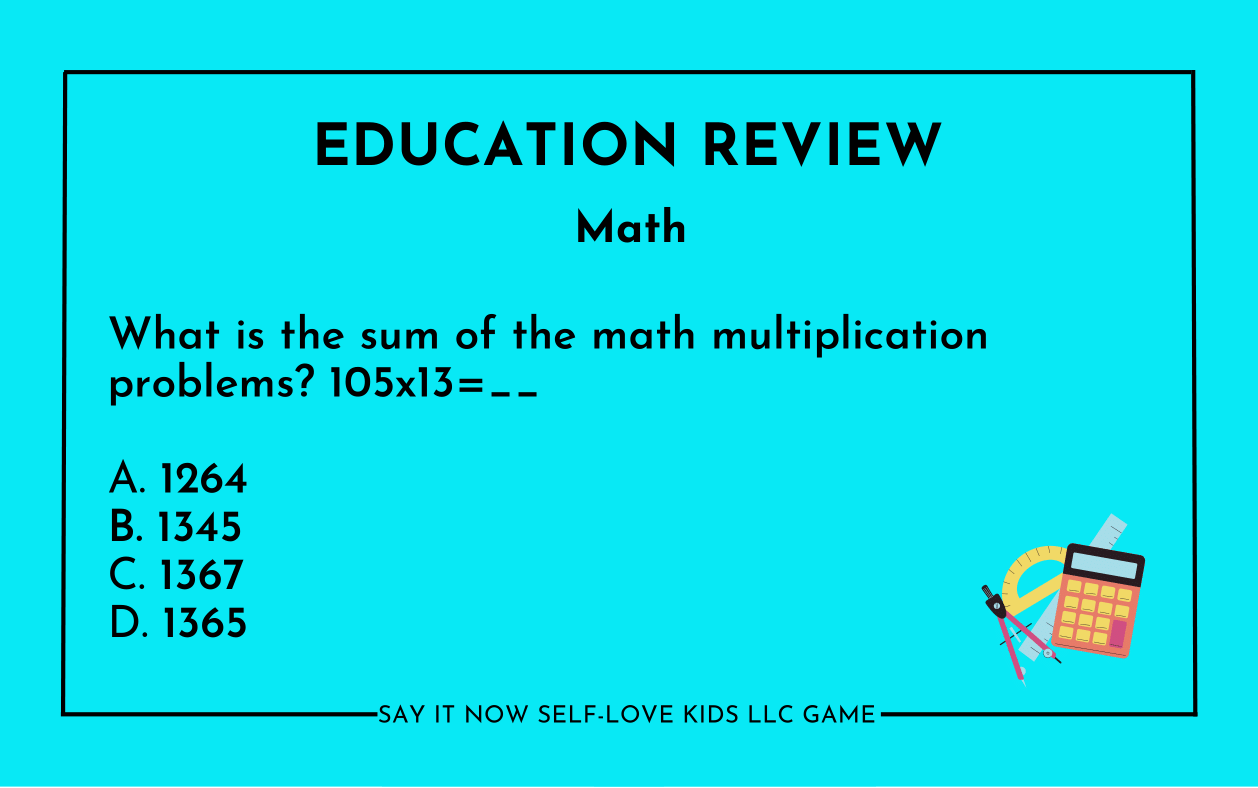 EDUCATION REVIEW
Math
What is the sum of the math multiplication
problems? 105x13=__
A. 1264
B. 1345
C. 1367
D. 1365
SAY IT NOW SELF-LOVE KIDS LLC GAME